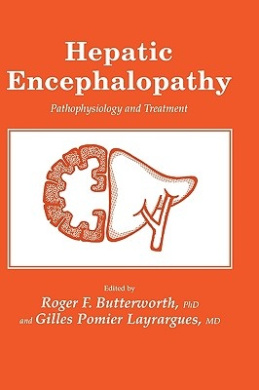 Hepatic
Encephalopathy
Pathophysiology and Treatment
Edited by
Roger F. Butterworth, PhD
and Gilles Pomier Layrargues, MD